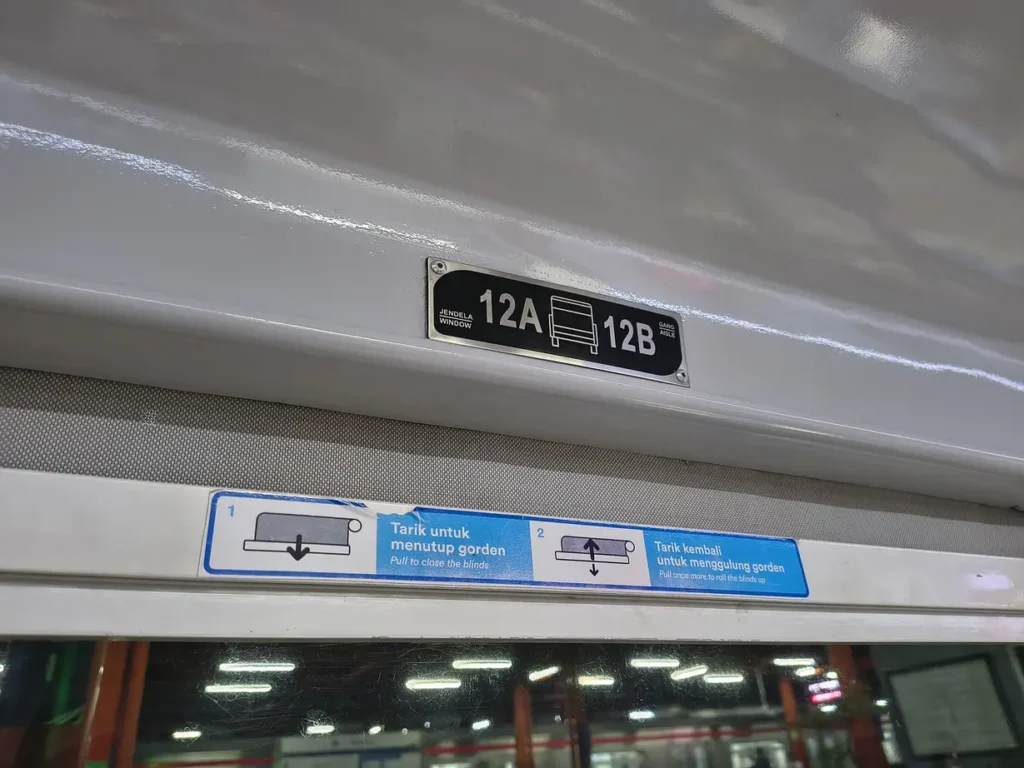 JENDELA
WINDOW
12A
12B
GANG
AISLE
1
Tarik untuk
menutup gorden
Pull to close the blinds
2
Tarik kembali
untuk menggulung gorden
Pull once more to roll the blinds up